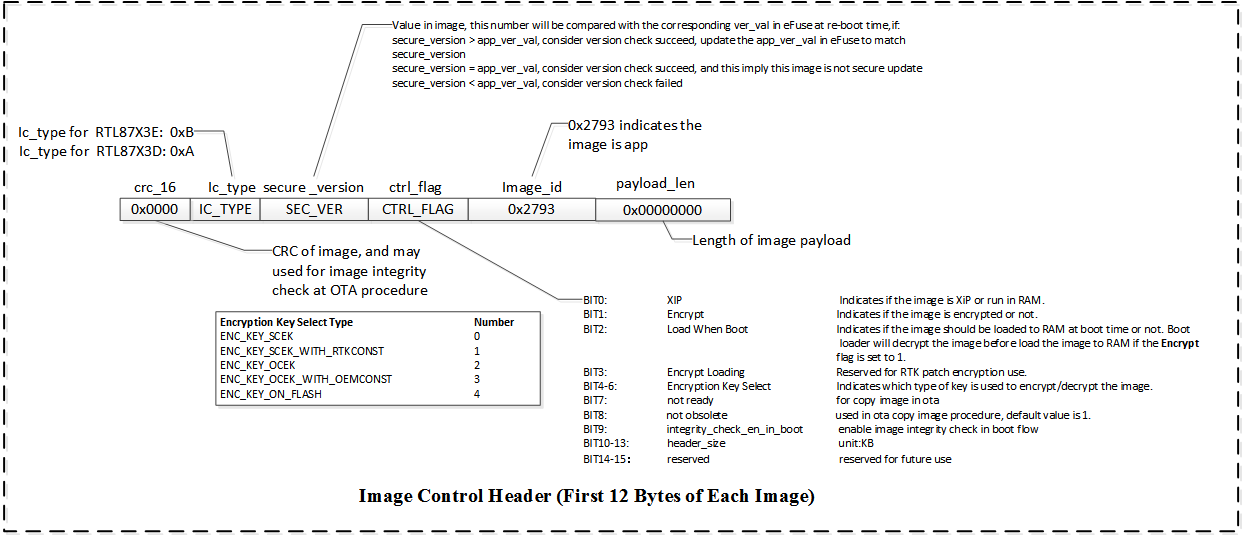 Value in image, this number will be compared with the corresponding ver_val in eFuse at re-boot time,if:
secure_version > app_ver_val, consider version check succeed, update the app_ver_val in eFuse to match
secure_version
secure_version = app_ver_val, consider version check succeed, and this imply this image is not secure update
secure_version < app_ver_val, consider version check failed
Ic_type for RTL87X3E: 0xB
Ic_type for RTL87X3D: 0xA
0x2793 indicates the
image is app
crc_16 Ic_type secure_version ctrl_flag Image_id payload_len
0x0000 IC_TYPE SEC_VER CTRL_FLAG 0x2793 0x00000000
Length of image payload
CRC of image, and may
used for image integrity
check at OTA procedure
Encryption Key Select Type Number
ENC_KEY_SCEK 0
ENC_KEY_SCEK_WITH_RTKCONST 1
ENC_KEY_OCEK 2
ENC_KEY_OCEK_WITH_OEMCONST 3
ENC_KEY_ON_FLASH 4
BIT0: XIP Indicates if the image is XiP or run in RAM.
BIT1: Encrypt Indicates if the image is encrypted or not.
BIT2: Load When Boot Indicates if the image should be loaded to RAM at boot time or not. Boot
loader will decrypt the image before load the image to RAM if the Encrypt
flag is set to 1.
BIT3: Encrypt Loading Reserved for RTK patch encryption use.
BIT4-6: Encryption Key Select Indicates which type of key is used to encrypt/decrypt the image.
BIT7: not ready for copy image in ota
BIT8: not obsolete used in ota copy image procedure, default value is 1.
BIT9: integrity_check_en_in_boot enable image integrity check in boot flow
BIT10-13: header_size unit:KB
BIT14-15: reserved reserved for future use
Image Control Header (First 12 Bytes of Each Image)